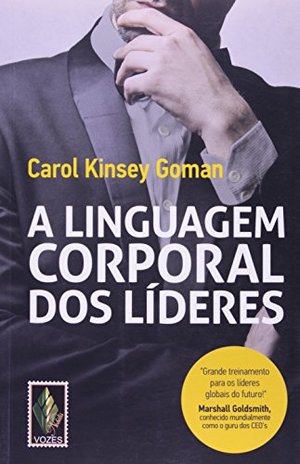 Carol Kinsey Goman
A LINGUAGEM
CORPORAL
DOS LÍDERES
"Grande treinamento
para os líderes
globais do futuro!"
Marshall Goldsmith,
conhecido mundialmente
como o guru dos CEO's
VOZES